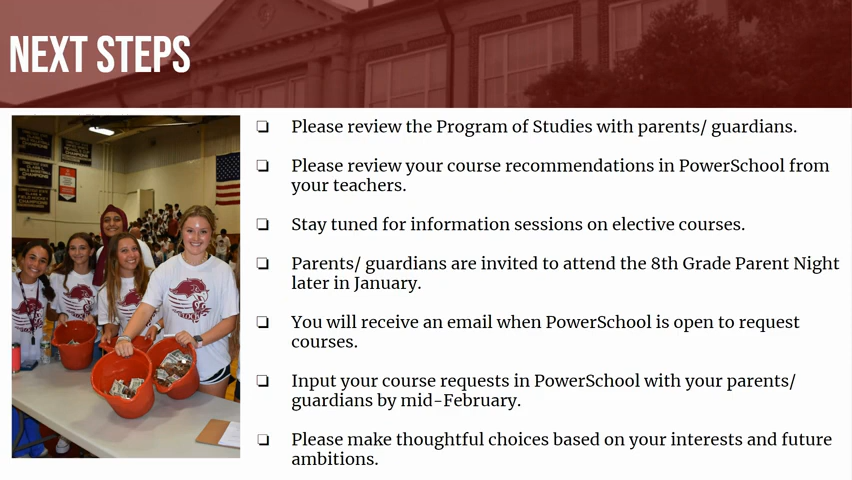 NEXT STEPS
❏ Please review the Program of Studies with parents/ guardians.
❏ Please review your course recommendations in PowerSchool from
your teachers.
❏ Stay tuned for information sessions on elective courses.
❏ Parents/ guardians are invited to attend the 8th Grade Parent Night
later in January.
❏ You will receive an email when PowerSchool is open to request
courses.
❏ Input your course requests in PowerSchool with your parents/
guardians by mid-February.
❏ Please make thoughtful choices based on your interests and future
ambitions.